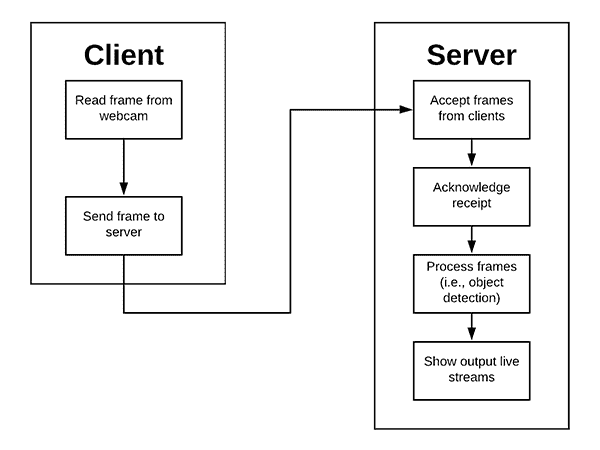 Client
Read frame from
webcam
Send frame to
server
Server
Accept frames
from clients
Acknowledge
receipt
Process frames
(i.e., object
detection)
Show output live
streams